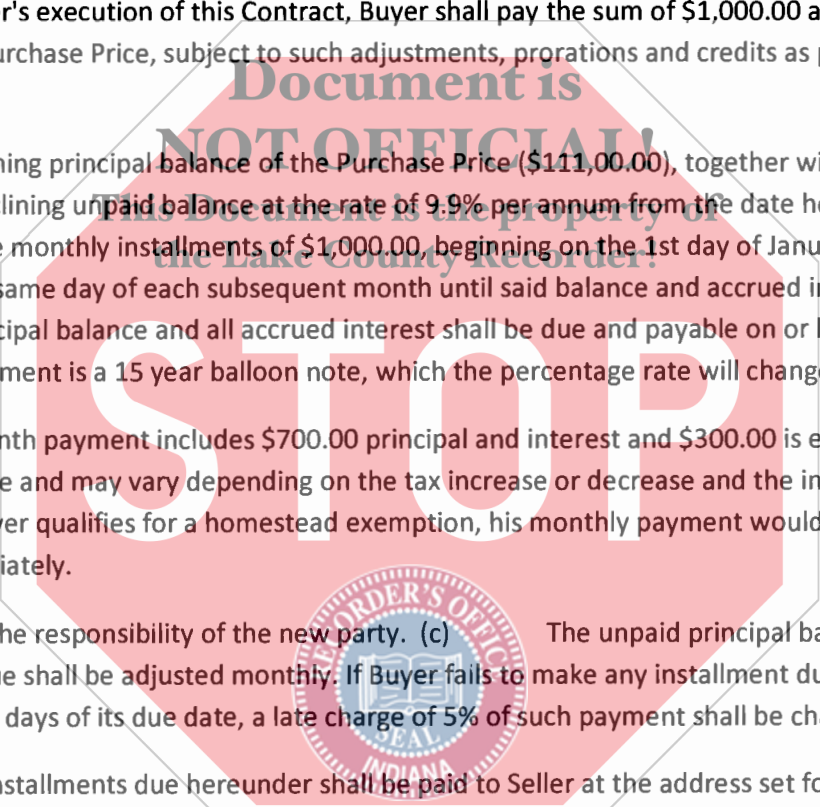 r's execution of this Contract, Buyer shall pay the sum of $1,000.00 a
urchase Price, subject to such adjustments, prorations and credits as p
Document is
NOT OFFICIAL!
ning principal balance of the Purchase Price ($111,00.00), together wi
clining unpaid balance at the rate of 9.9% per annum from the date he
This Document is the property of
e monthly installments of $1,000.00, beginning on the 1st day of Janu
the Lake County Recorder!
same day of each subsequent month until said balance and accrued in
cipal balance and all accrued interest shall be due and payable on or b
ment is a 15 year balloon note, which the percentage rate will change
STOP
nth payment includes $700.00 principal and interest and $300.00 is e
e and may vary depending on the tax increase or decrease and the in
yer qualifies for a homestead exemption, his monthly payment would
iately.
RECORDER'S OFFICE
he responsibility of the new party. (c) The unpaid principal ba
ue shall be adjusted monthly. If Buyer fails to make any installment du
days of its due date, a late charge of 5% of such payment shall be cha
SEAL
INDIANA
nstallments due hereunder shall be paid to Seller at the address set fo